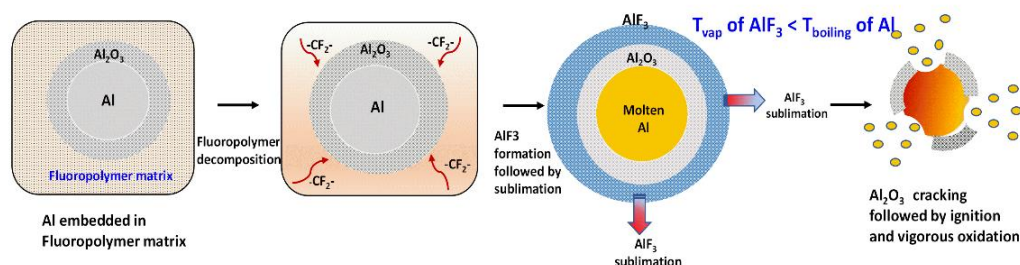 Al₂O₃
Al
Fluoropolymer matrix
Al embedded in
Fluoropolymer matrix
Fluoropolymer
decomposition
-CF₂-
-CF₂-
Al₂O₃
Al
-CF₂-
-CF₂-
AlF3
formation
followed by
sublimation
AlF₃
Al₂O₃
Molten
Al
AlF₃
sublimation
T_vap of AlF₃ < T_boiling of Al
AlF₃
sublimation
Al₂O₃ cracking
followed by ignition
and vigorous oxidation